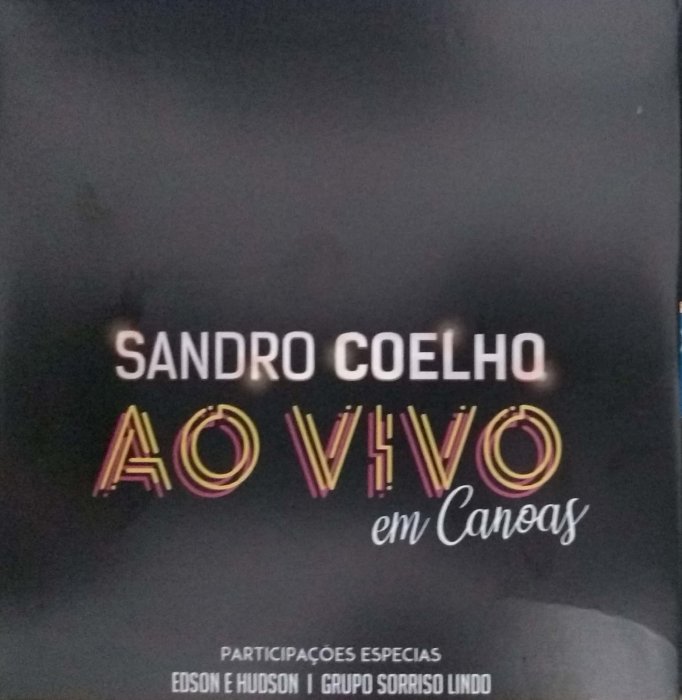 SANDRO COELHO
AO VIVO
em Canoas
PARTICIPAÇÕES ESPECIAS
EDSON E HUDSON | GRUPO SORRISO LINDO